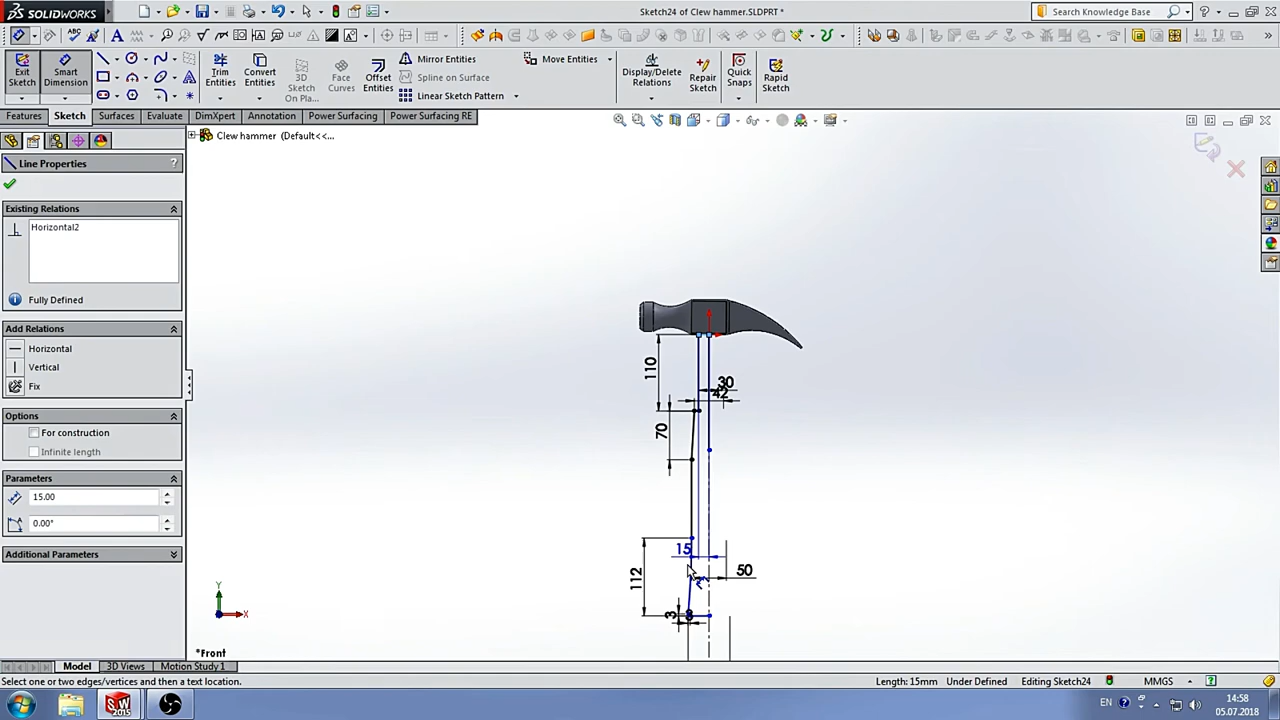 SOLIDWORKS
Sketch24 of Clew hammer.SLDPRT *
Search Knowledge Base
Exit Sketch
Smart Dimension
Trim Entities
Convert Entities
3D Sketch On Pla...
Face Curves
Offset Entities
Mirror Entities
Spline on Surface
Linear Sketch Pattern
Move Entities
Display/Delete Relations
Repair Sketch
Quick Snaps
Rapid Sketch
Features
Sketch
Surfaces
Evaluate
DimXpert
Annotation
Power Surfacing
Power Surfacing RE
Clew hammer (Default<<...
Line Properties
?
Existing Relations
Horizontal2
Fully Defined
Add Relations
Horizontal
Vertical
Fix
Options
For construction
Infinite length
Parameters
15.00
0.00°
Additional Parameters
110
30
42
70
15
50
112
3
8
Y
X
*Front
Model
3D Views
Motion Study 1
Select one or two edges/vertices and then a text location.
Length: 15mm
Under Defined
Editing Sketch24
MMGS
SW
2015
EN
14:58
05.07.2018